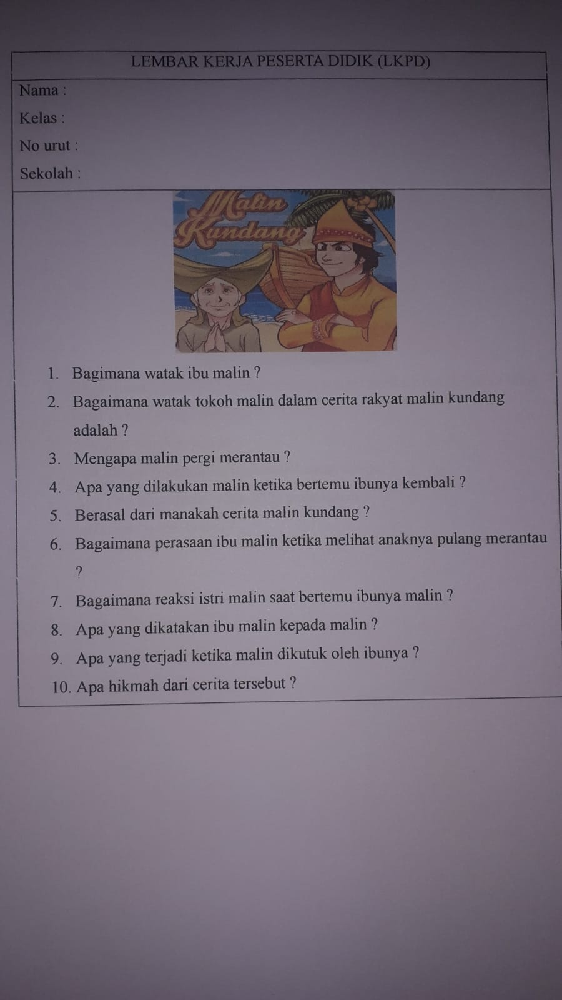 LEMBAR KERJA PESERTA DIDIK (LKPD)
Nama :
Kelas :
No urut :
Sekolah :
Malin
Kundang
1. Bagimana watak ibu malin ?
2. Bagaimana watak tokoh malin dalam cerita rakyat malin kundang
adalah ?
3. Mengapa malin pergi merantau ?
4. Apa yang dilakukan malin ketika bertemu ibunya kembali ?
5. Berasal dari manakah cerita malin kundang ?
6. Bagaimana perasaan ibu malin ketika melihat anaknya pulang merantau
?
7. Bagaimana reaksi istri malin saat bertemu ibunya malin ?
8. Apa yang dikatakan ibu malin kepada malin ?
9. Apa yang terjadi ketika malin dikutuk oleh ibunya ?
10. Apa hikmah dari cerita tersebut ?